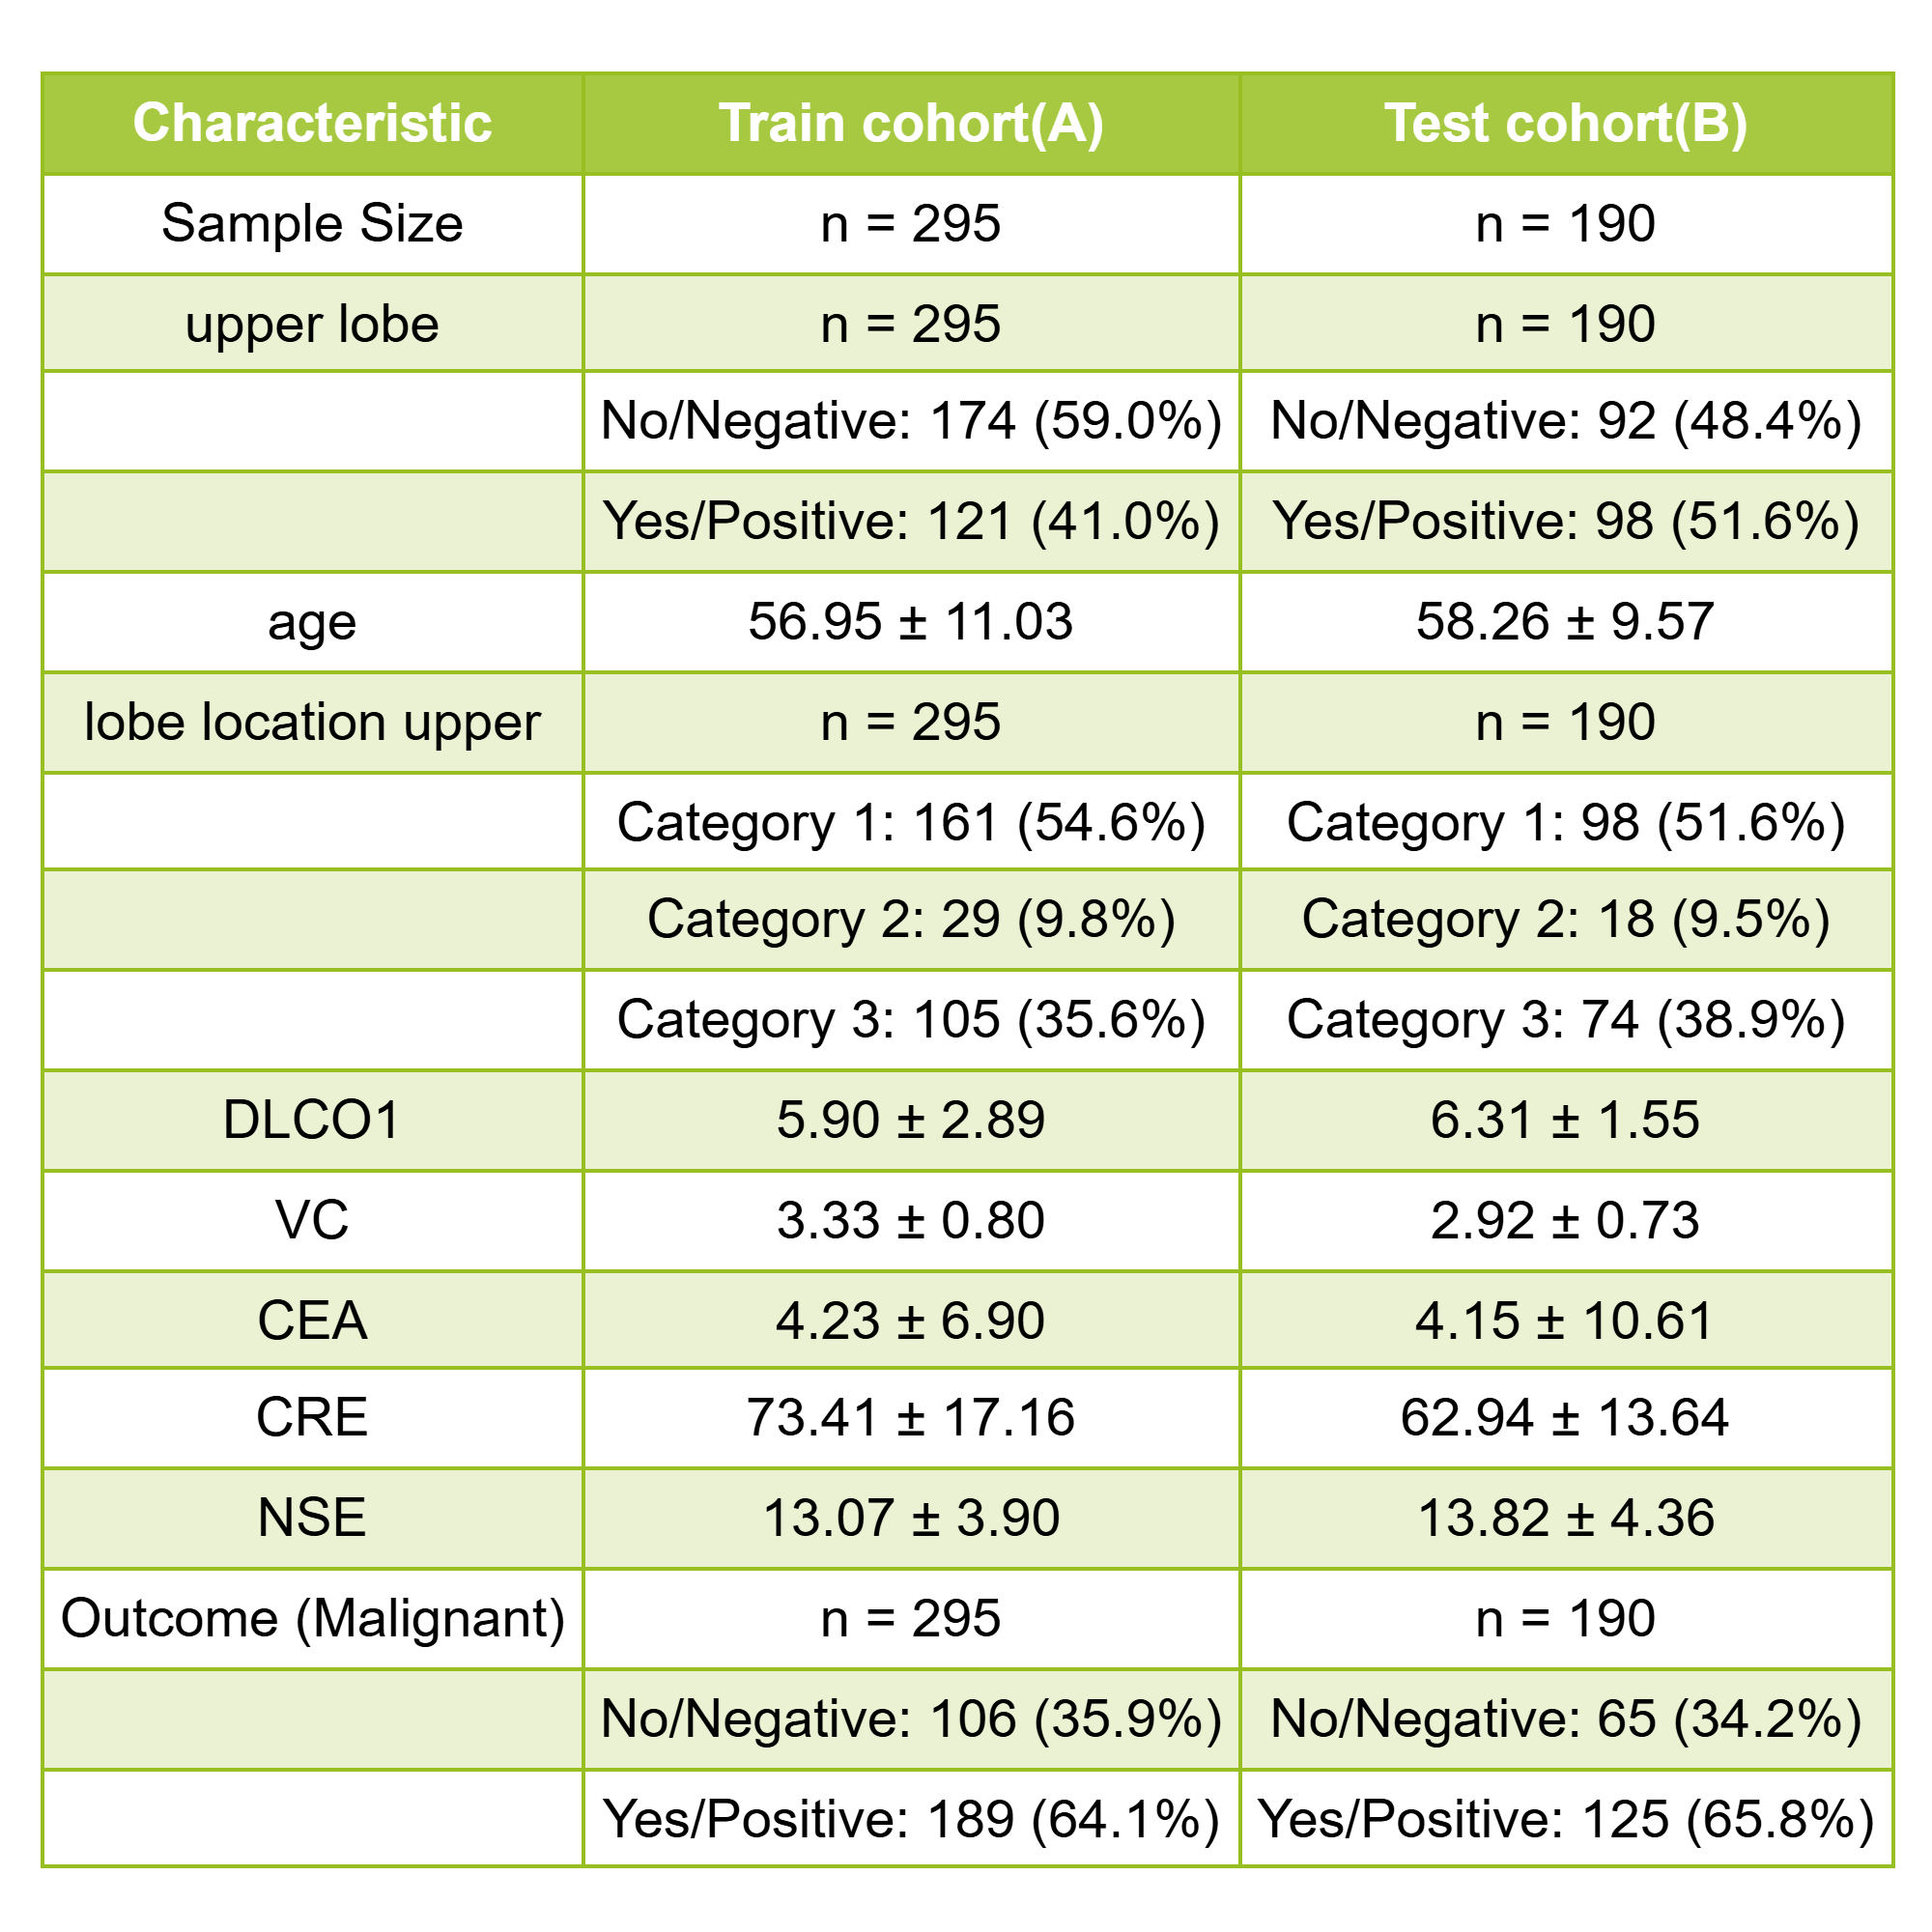 Characteristic Train cohort(A) Test cohort(B)
Sample Size n = 295 n = 190
upper lobe n = 295 n = 190
No/Negative: 174 (59.0%) No/Negative: 92 (48.4%)
Yes/Positive: 121 (41.0%) Yes/Positive: 98 (51.6%)
age 56.95 ± 11.03 58.26 ± 9.57
lobe location upper n = 295 n = 190
Category 1: 161 (54.6%) Category 1: 98 (51.6%)
Category 2: 29 (9.8%) Category 2: 18 (9.5%)
Category 3: 105 (35.6%) Category 3: 74 (38.9%)
DLCO1 5.90 ± 2.89 6.31 ± 1.55
VC 3.33 ± 0.80 2.92 ± 0.73
CEA 4.23 ± 6.90 4.15 ± 10.61
CRE 73.41 ± 17.16 62.94 ± 13.64
NSE 13.07 ± 3.90 13.82 ± 4.36
Outcome (Malignant) n = 295 n = 190
No/Negative: 106 (35.9%) No/Negative: 65 (34.2%)
Yes/Positive: 189 (64.1%) Yes/Positive: 125 (65.8%)